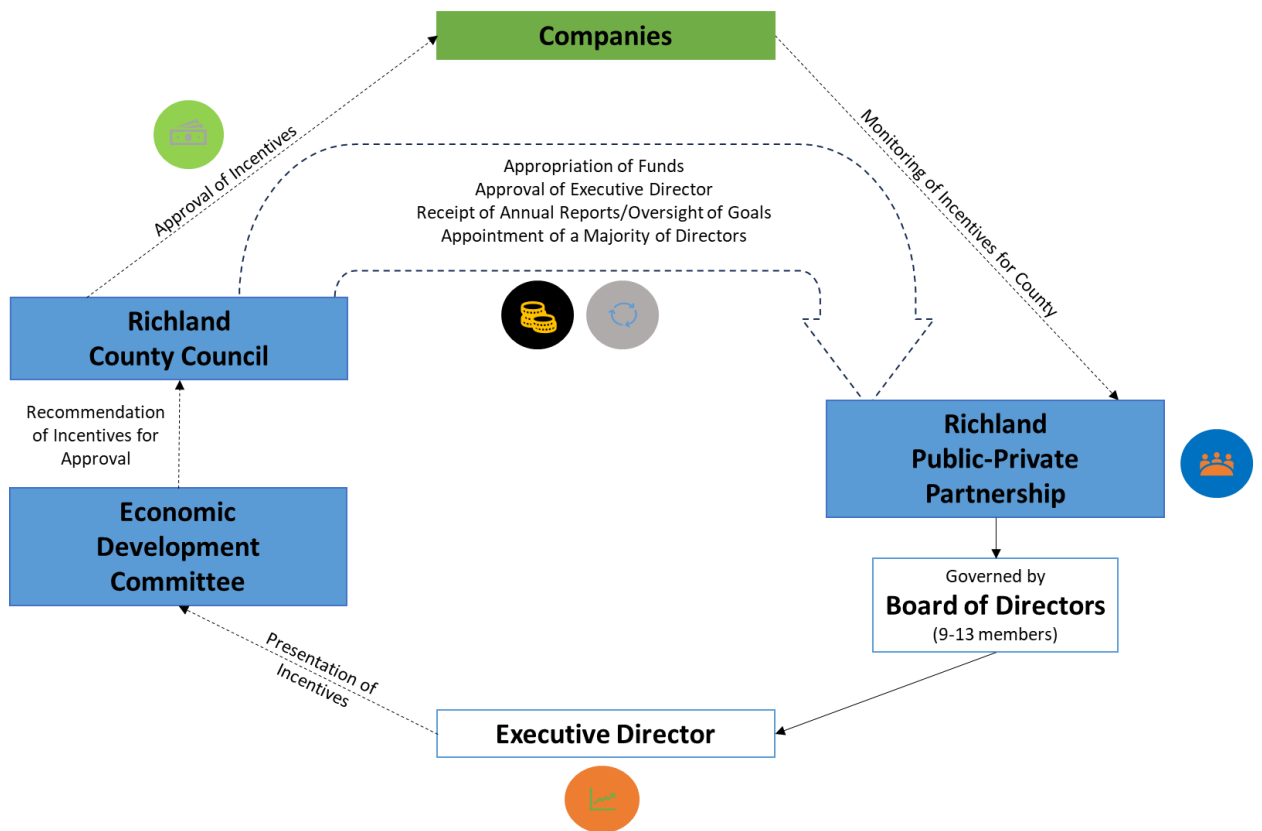 Companies
Approval of Incentives
Appropriation of Funds
Approval of Executive Director
Receipt of Annual Reports/Oversight of Goals
Appointment of a Majority of Directors
Monitoring of Incentives for County
Richland
County Council
Recommendation
of Incentives for
Approval
Richland
Public-Private
Partnership
Economic
Development
Committee
Governed by
Board of Directors
(9-13 members)
Presentation of
Incentives
Executive Director